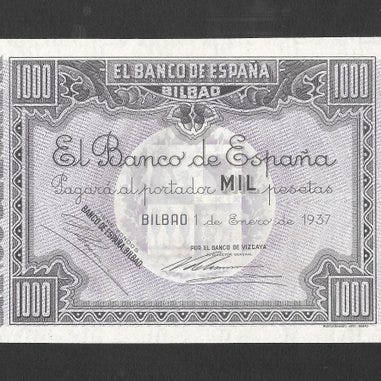 1000 EL BANCO DE ESPAÑA 1000
BILBAO
El Banco de España
Pagará al portador MIL pesetas
BILBAO 1 de Enero de 1937
BANCO DE ESPAÑA, BILBAO
POR EL BANCO DE VIZCAYA
1000 1000